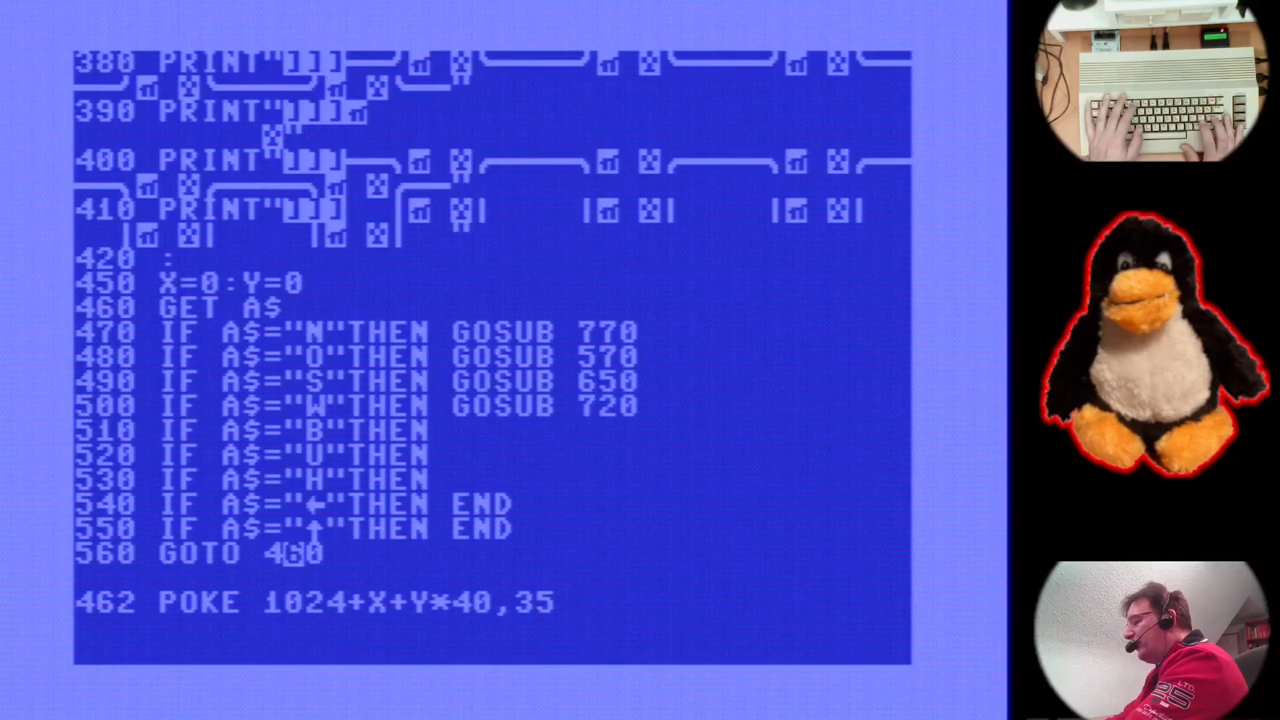 380 PRINT"]]]
"
390 PRINT"]]]
"
400 PRINT"]]]
"
410 PRINT"]]]
"
420 :
450 X=0:Y=0
460 GET A$
470 IF A$="N"THEN GOSUB 770
480 IF A$="O"THEN GOSUB 570
490 IF A$="S"THEN GOSUB 650
500 IF A$="W"THEN GOSUB 720
510 IF A$="B"THEN
520 IF A$="U"THEN
530 IF A$="H"THEN
540 IF A$="←"THEN END
550 IF A$="↑"THEN END
560 GOTO 460
462 POKE 1024+X+Y*40,35
LTD
25